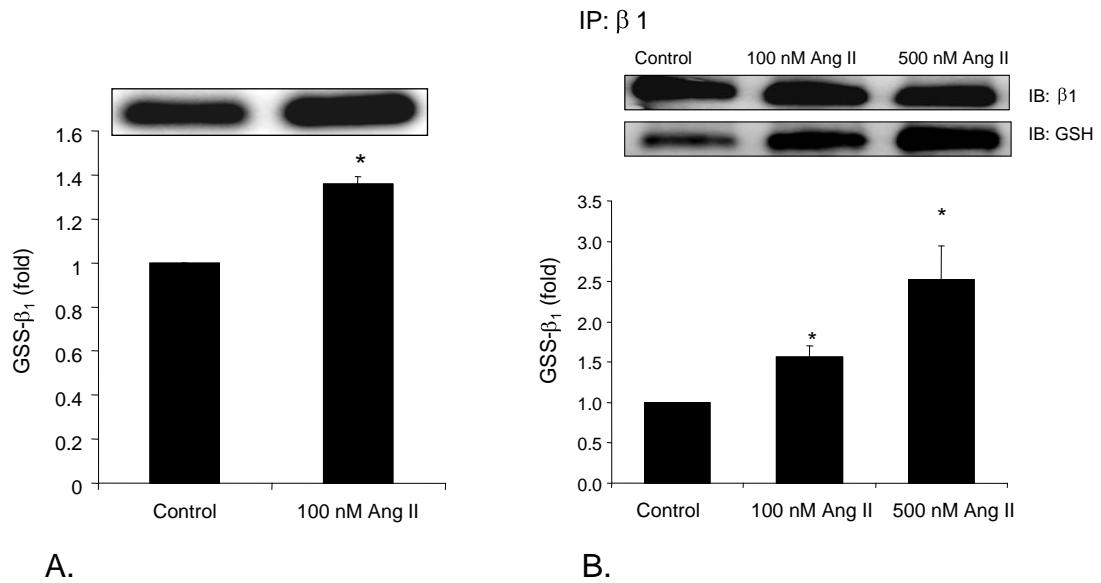 1.6
1.4
1.2
1
0.8
0.6
0.4
0.2
0
GSS-β₁ (fold)
*
Control 100 nM Ang II
A.
IP: β 1
Control 100 nM Ang II 500 nM Ang II
IB: β1
IB: GSH
3.5
3.0
2.5
2.0
1.5
1.0
0.5
0.0
GSS-β₁ (fold)
*
*
Control 100 nM Ang II 500 nM Ang II
B.